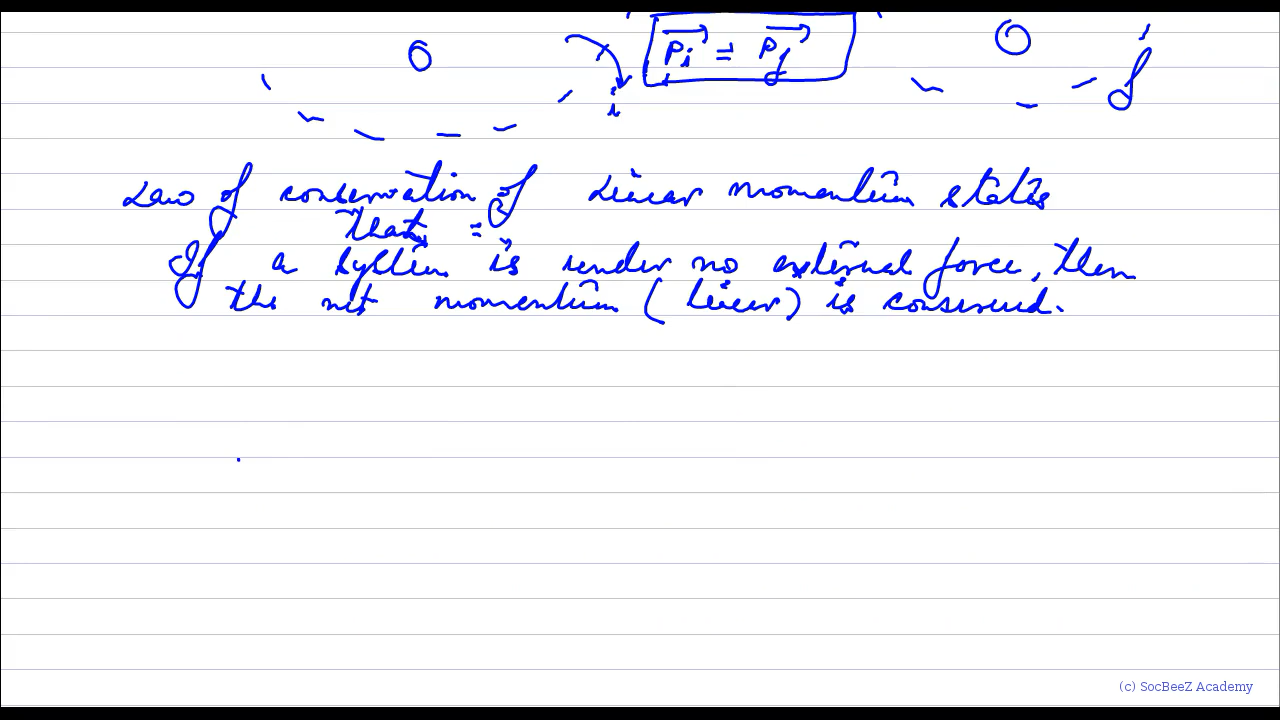 O
Pi = Pf
O
i
f
Law of conservation of Linear momentum states
that :-
If a system is under no external force, then
the net momentum (linear) is conserved.
(c) SocBeeZ Academy